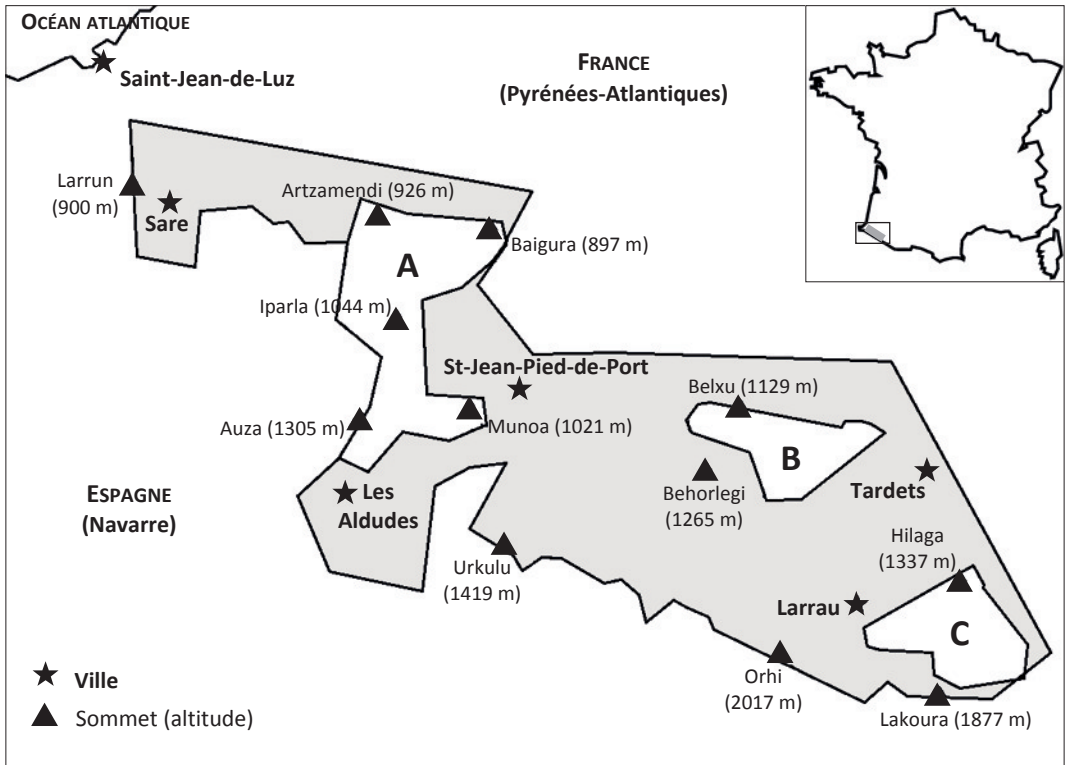 OCÉAN ATLANTIQUE
Saint-Jean-de-Luz
FRANCE
(Pyrénées-Atlantiques)
Larrun
(900 m)
Sare
Artzamendi (926 m)
Baigura (897 m)
A
Iparla (1044 m)
St-Jean-Pied-de-Port
Belxu (1129 m)
Auza (1305 m)
Munoa (1021 m)
B
Behorlegi
(1265 m)
Tardets
ESPAGNE
(Navarre)
Les
Aldudes
Urkulu
(1419 m)
Hilaga
(1337 m)
Larrau
C
Orhi
(2017 m)
Lakoura (1877 m)
Ville
Sommet (altitude)